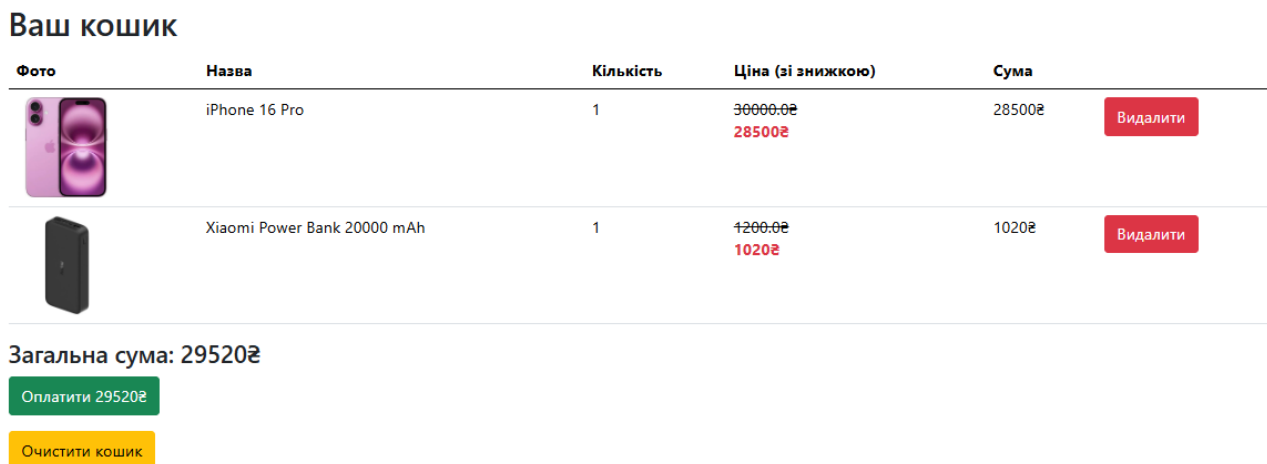 Ваш кошик
Фото Назва Кількість Ціна (зі знижкою) Сума
iPhone 16 Pro 1 30000.0₴ 28500₴ Видалити
28500₴
Xiaomi Power Bank 20000 mAh 1 1200.0₴ 1020₴ Видалити
1020₴
Загальна сума: 29520₴
Оплатити 29520₴
Очистити кошик